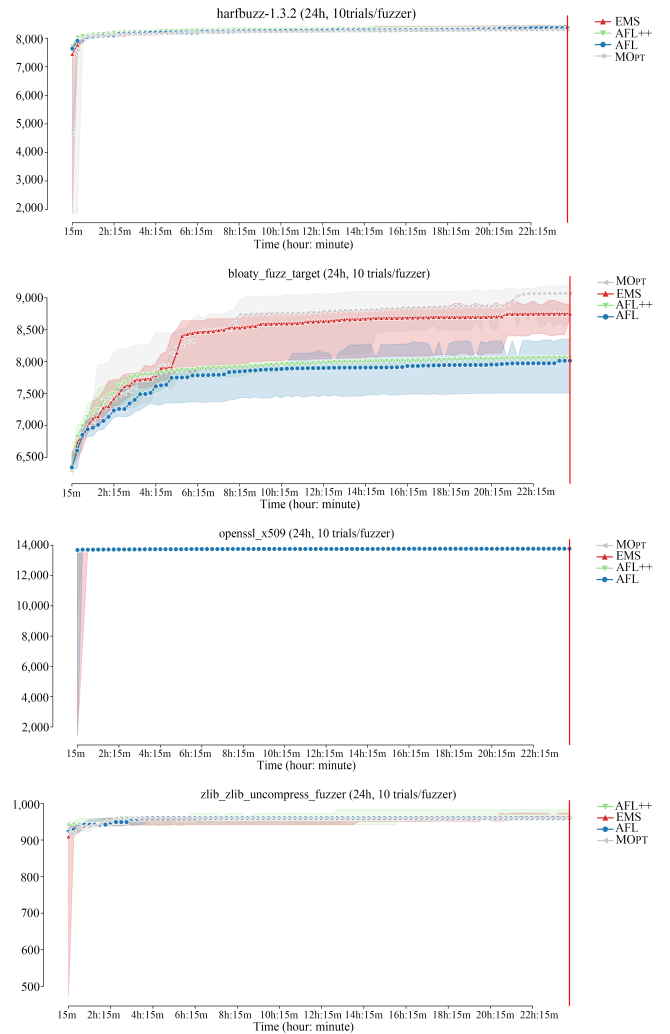 harfbuzz-1.3.2 (24h, 10trials/fuzzer)
8,000
7,000
6,000
5,000
4,000
3,000
2,000
15m 2h:15m 4h:15m 6h:15m 8h:15m 10h:15m 12h:15m 14h:15m 16h:15m 18h:15m 20h:15m 22h:15m
Time (hour: minute)
EMS
AFL++
AFL
MOPT
bloaty_fuzz_target (24h, 10 trials/fuzzer)
9,000
8,500
8,000
7,500
7,000
6,500
15m 2h:15m 4h:15m 6h:15m 8h:15m 10h:15m 12h:15m 14h:15m 16h:15m 18h:15m 20h:15m 22h:15m
Time (hour: minute)
MOPT
EMS
AFL++
AFL
openssl_x509 (24h, 10 trials/fuzzer)
14,000
12,000
10,000
8,000
6,000
4,000
2,000
15m 2h:15m 4h:15m 6h:15m 8h:15m 10h:15m 12h:15m 14h:15m 16h:15m 18h:15m 20h:15m 22h:15m
Time (hour: minute)
MOPT
EMS
AFL++
AFL
zlib_zlib_uncompress_fuzzer (24h, 10 trials/fuzzer)
1,000
900
800
700
600
500
15m 2h:15m 4h:15m 6h:15m 8h:15m 10h:15m 12h:15m 14h:15m 16h:15m 18h:15m 20h:15m 22h:15m
Time (hour: minute)
AFL++
EMS
AFL
MOPT